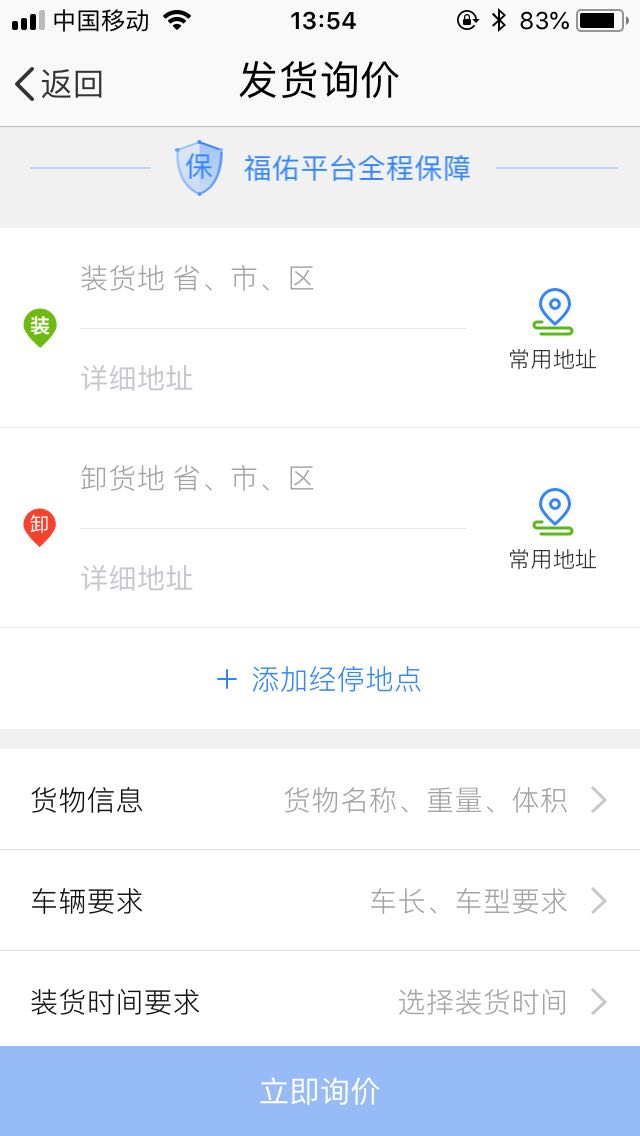 中国移动 13:54 83%
返回 发货询价
保 福佑平台全程保障
装货地 省、市、区
装
常用地址
详细地址
卸货地 省、市、区
卸
常用地址
详细地址
+ 添加经停地点
货物信息 货物名称、重量、体积
车辆要求 车长、车型要求
装货时间要求 选择装货时间
立即询价